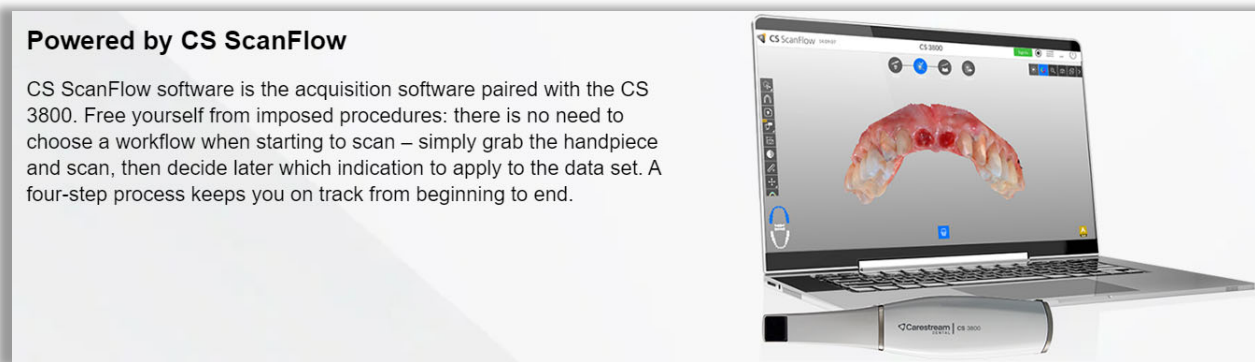 Powered by CS ScanFlow
CS ScanFlow software is the acquisition software paired with the CS
3800. Free yourself from imposed procedures: there is no need to
choose a workflow when starting to scan – simply grab the handpiece
and scan, then decide later which indication to apply to the data set. A
four-step process keeps you on track from beginning to end.
CS ScanFlow
CS 3800
Carestream DENTAL | CS 3800